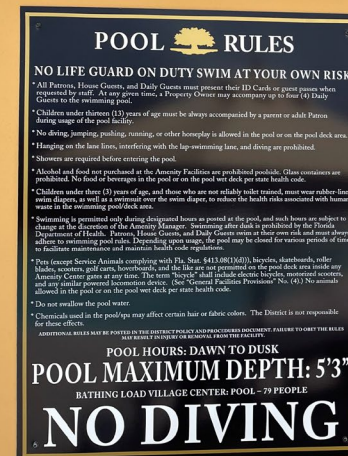 POOL RULES
NO LIFE GUARD ON DUTY SWIM AT YOUR OWN RISK
* All Patrons, House Guests, and Daily Guests must present their ID Cards or guest passes when
requested by staff. At any given time, a Property Owner may accompany up to four (4) Daily
Guests to the swimming pool.
* Children under thirteen (13) years of age must be always accompanied by a parent or adult Patron
during usage of the pool facility.
* No diving, jumping, pushing, running, or other horseplay is allowed in the pool or on the pool deck area.
* Hanging on the lane lines, interfering with the lap-swimming lane, and diving are prohibited.
* Showers are required before entering the pool.
* Alcohol and food not purchased at the Amenity Facilities are prohibited poolside. Glass containers are
prohibited. No food or beverages in the pool or on the pool wet deck per state health code.
* Children under three (3) years of age, and those who are not reliably toilet trained, must wear rubber-lined
swim diapers, as well as a swimsuit over the swim diaper, to reduce the health risks associated with human
waste in the swimming pool/deck area.
* Swimming is permitted only during designated hours as posted at the pool, and such hours are subject to
change at the discretion of the Amenity Manager. Swimming after dusk is prohibited by the Florida
Department of Health. Patrons, House Guests, and Daily Guests swim at their own risk and must always
adhere to swimming pool rules. Depending upon usage, the pool may be closed for various periods of time
to facilitate maintenance and maintain health code regulations.
* Pets (except Service Animals complying with Fla. Stat. §413.08(1)(d)), bicycles, skateboards, roller
blades, scooters, golf carts, hoverboards, and the like are not permitted on the pool deck area inside any
Amenity Center gates at any time. The term "bicycle" shall include electric bicycles, motorized scooters,
and any similar powered locomotion device. (See "General Facilities Provisions" No. (4).) No animals
allowed in the pool or on the pool wet deck per state health code.
* Do not swallow the pool water.
* Chemicals used in the pool/spa may affect certain hair or fabric colors. The District is not responsible
for these effects.
ADDITIONAL RULES MAY BE POSTED IN THE DISTRICT POLICY AND PROCEDURES DOCUMENT. FAILURE TO OBEY THE RULES
MAY RESULT IN INJURY OR REMOVAL FROM THE FACILITY.
POOL HOURS: DAWN TO DUSK
POOL MAXIMUM DEPTH: 5'3"
BATHING LOAD VILLAGE CENTER: POOL – 79 PEOPLE
NO DIVING